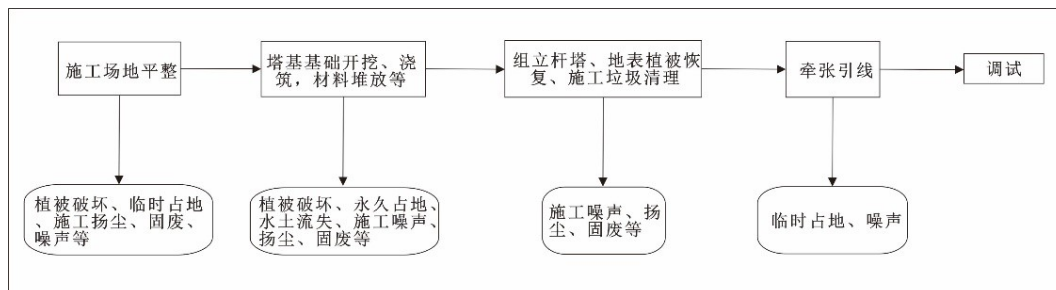 施工场地平整
塔基基础开挖、浇
筑，材料堆放等
组立杆塔、地表植被恢
复、施工垃圾清理
牵张引线
调试
植被破坏、临时占地
、施工扬尘、固废、
噪声等
植被破坏、永久占地、
水土流失、施工噪声、
扬尘、固废等
施工噪声、扬
尘、固废等
临时占地、噪声